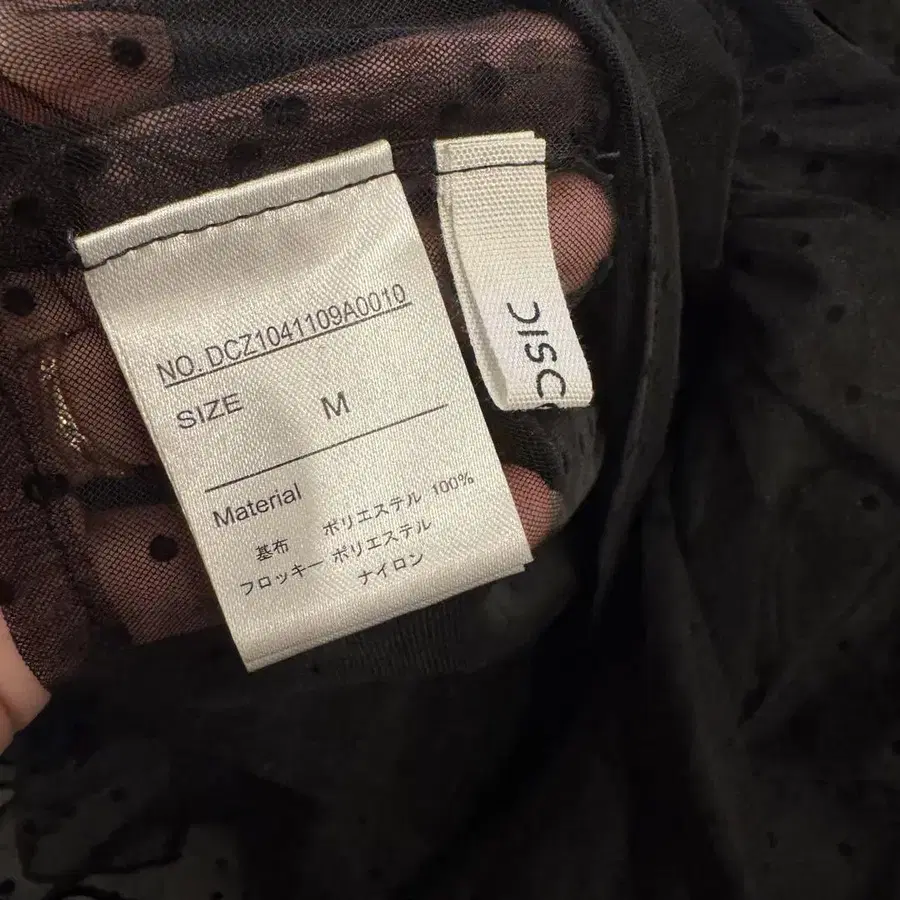 NO. DCZ1041109A0010
SIZE M
Material
基布 ポリエステル 100%
フロッキー ポリエステル
ナイロン
SIC